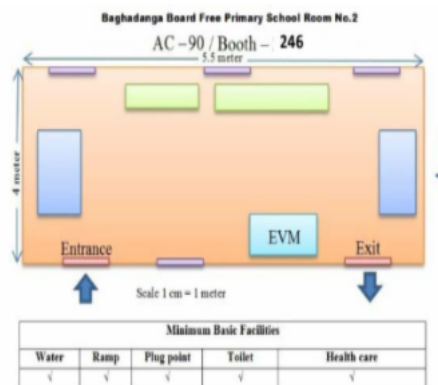 Baghadanga Board Free Primary School Room No.2
AC – 90 / Booth – 246
5.5 meter
4 meter
EVM
Entrance
Exit
Scale 1 cm = 1 meter
Minimum Basic Facilities
Water Ramp Plug point Toilet Health care
√ √ √ √ √